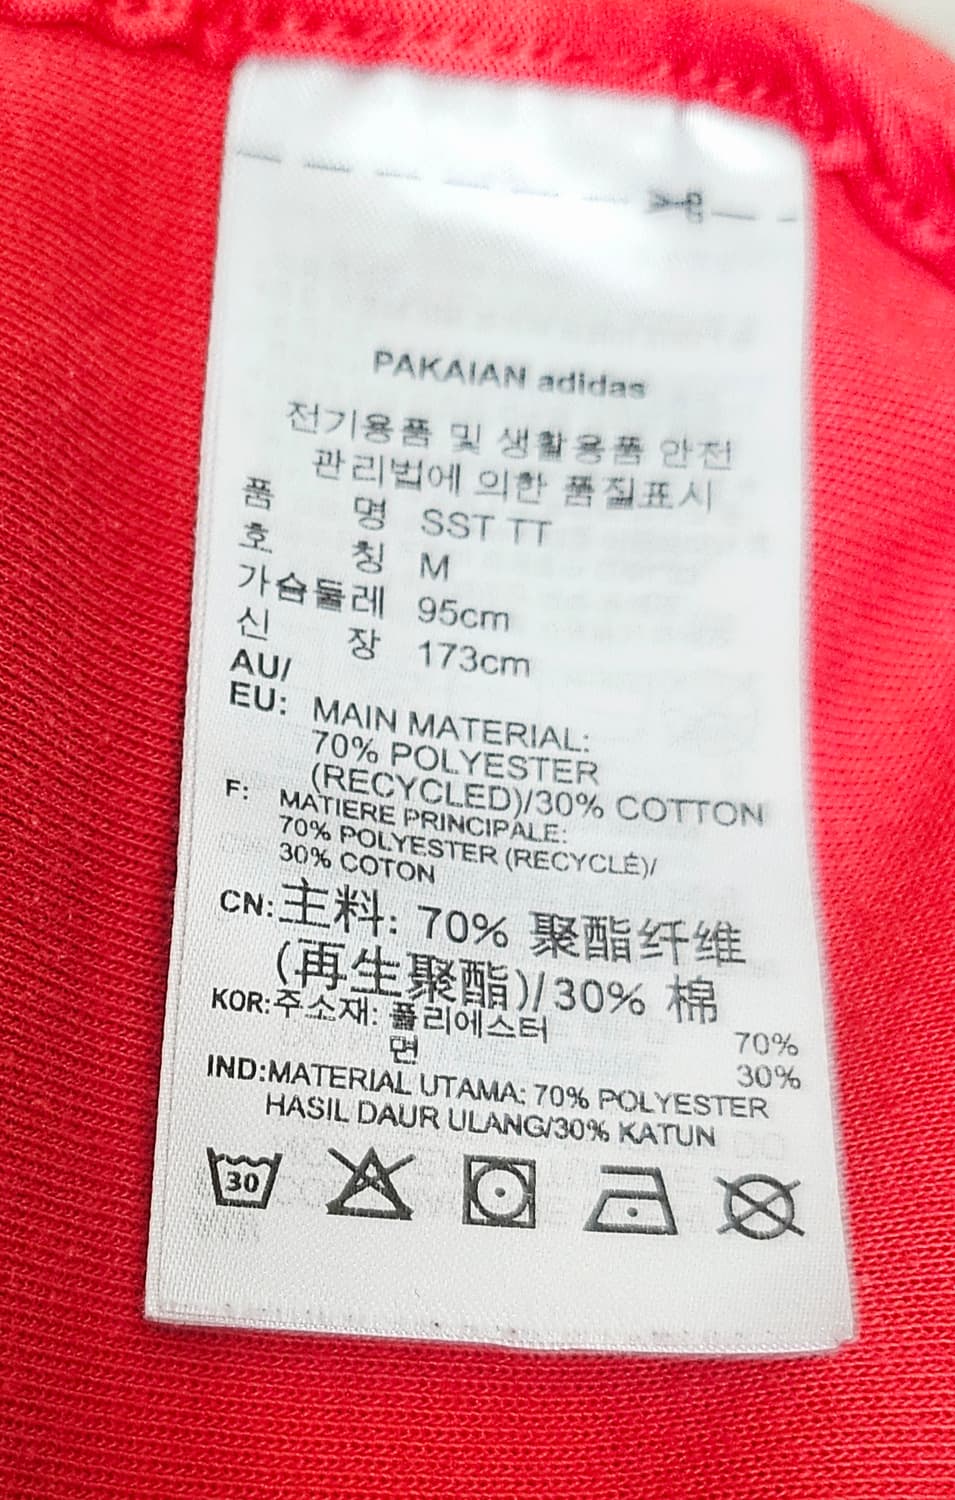 PAKAIAN adidas
전기용품 및 생활용품 안전
관리법에 의한 품질표시
품 명 SST TT
호 칭 M
가슴둘레 95cm
신 장 173cm
AU/
EU: MAIN MATERIAL:
70% POLYESTER
(RECYCLED)/30% COTTON
F: MATIERE PRINCIPALE:
70% POLYESTER (RECYCLÉ)/
30% COTON
CN:主料: 70% 聚酯纤维
(再生聚酯)/30% 棉
KOR:주소재: 폴리에스터 70%
면 30%
IND:MATERIAL UTAMA: 70% POLYESTER
HASIL DAUR ULANG/30% KATUN
30